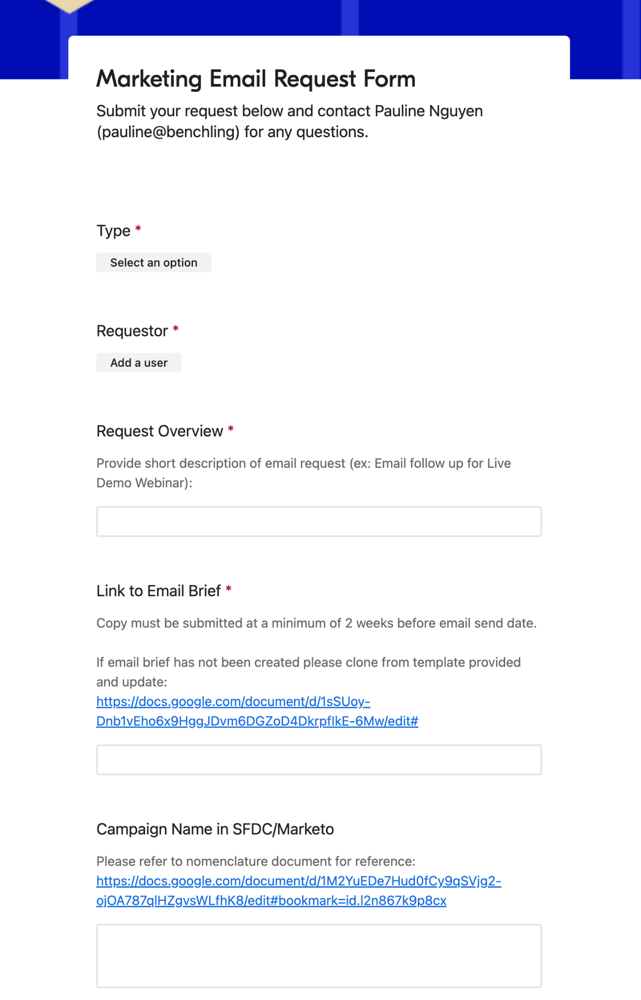 Marketing Email Request Form
Submit your request below and contact Pauline Nguyen
(pauline@benchling) for any questions.
Type *
Select an option
Requestor *
Add a user
Request Overview *
Provide short description of email request (ex: Email follow up for Live
Demo Webinar):
Link to Email Brief *
Copy must be submitted at a minimum of 2 weeks before email send date.
If email brief has not been created please clone from template provided
and update:
https://docs.google.com/document/d/1sSUoy-
Dnb1vEho6x9HggJDvm6DGZoD4DkrpflkE-6Mw/edit#
Campaign Name in SFDC/Marketo
Please refer to nomenclature document for reference:
https://docs.google.com/document/d/1M2YuEDe7Hud0fCy9qSVjg2-
ojOA787qlHZgvsWLfhK8/edit#bookmark=id.l2n867k9p8cx